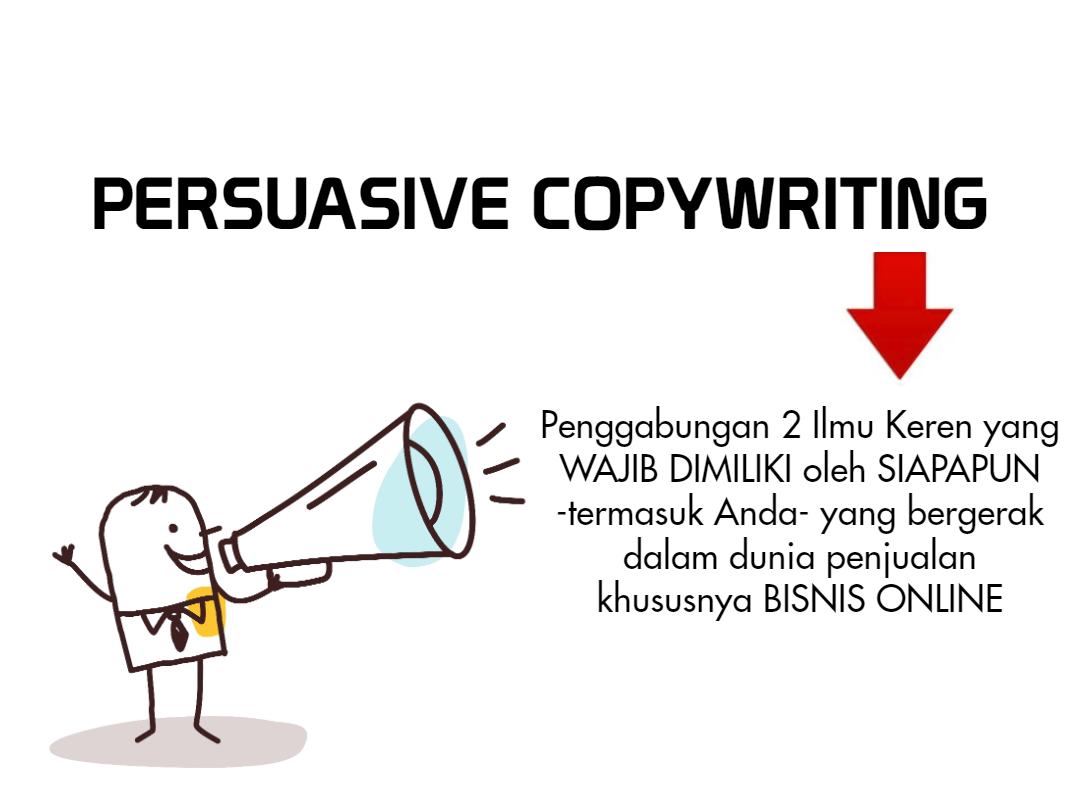 PERSUASIVE COPYWRITING
Penggabungan 2 Ilmu Keren yang
WAJIB DIMILIKI oleh SIAPAPUN
-termasuk Anda- yang bergerak
dalam dunia penjualan
khususnya BISNIS ONLINE